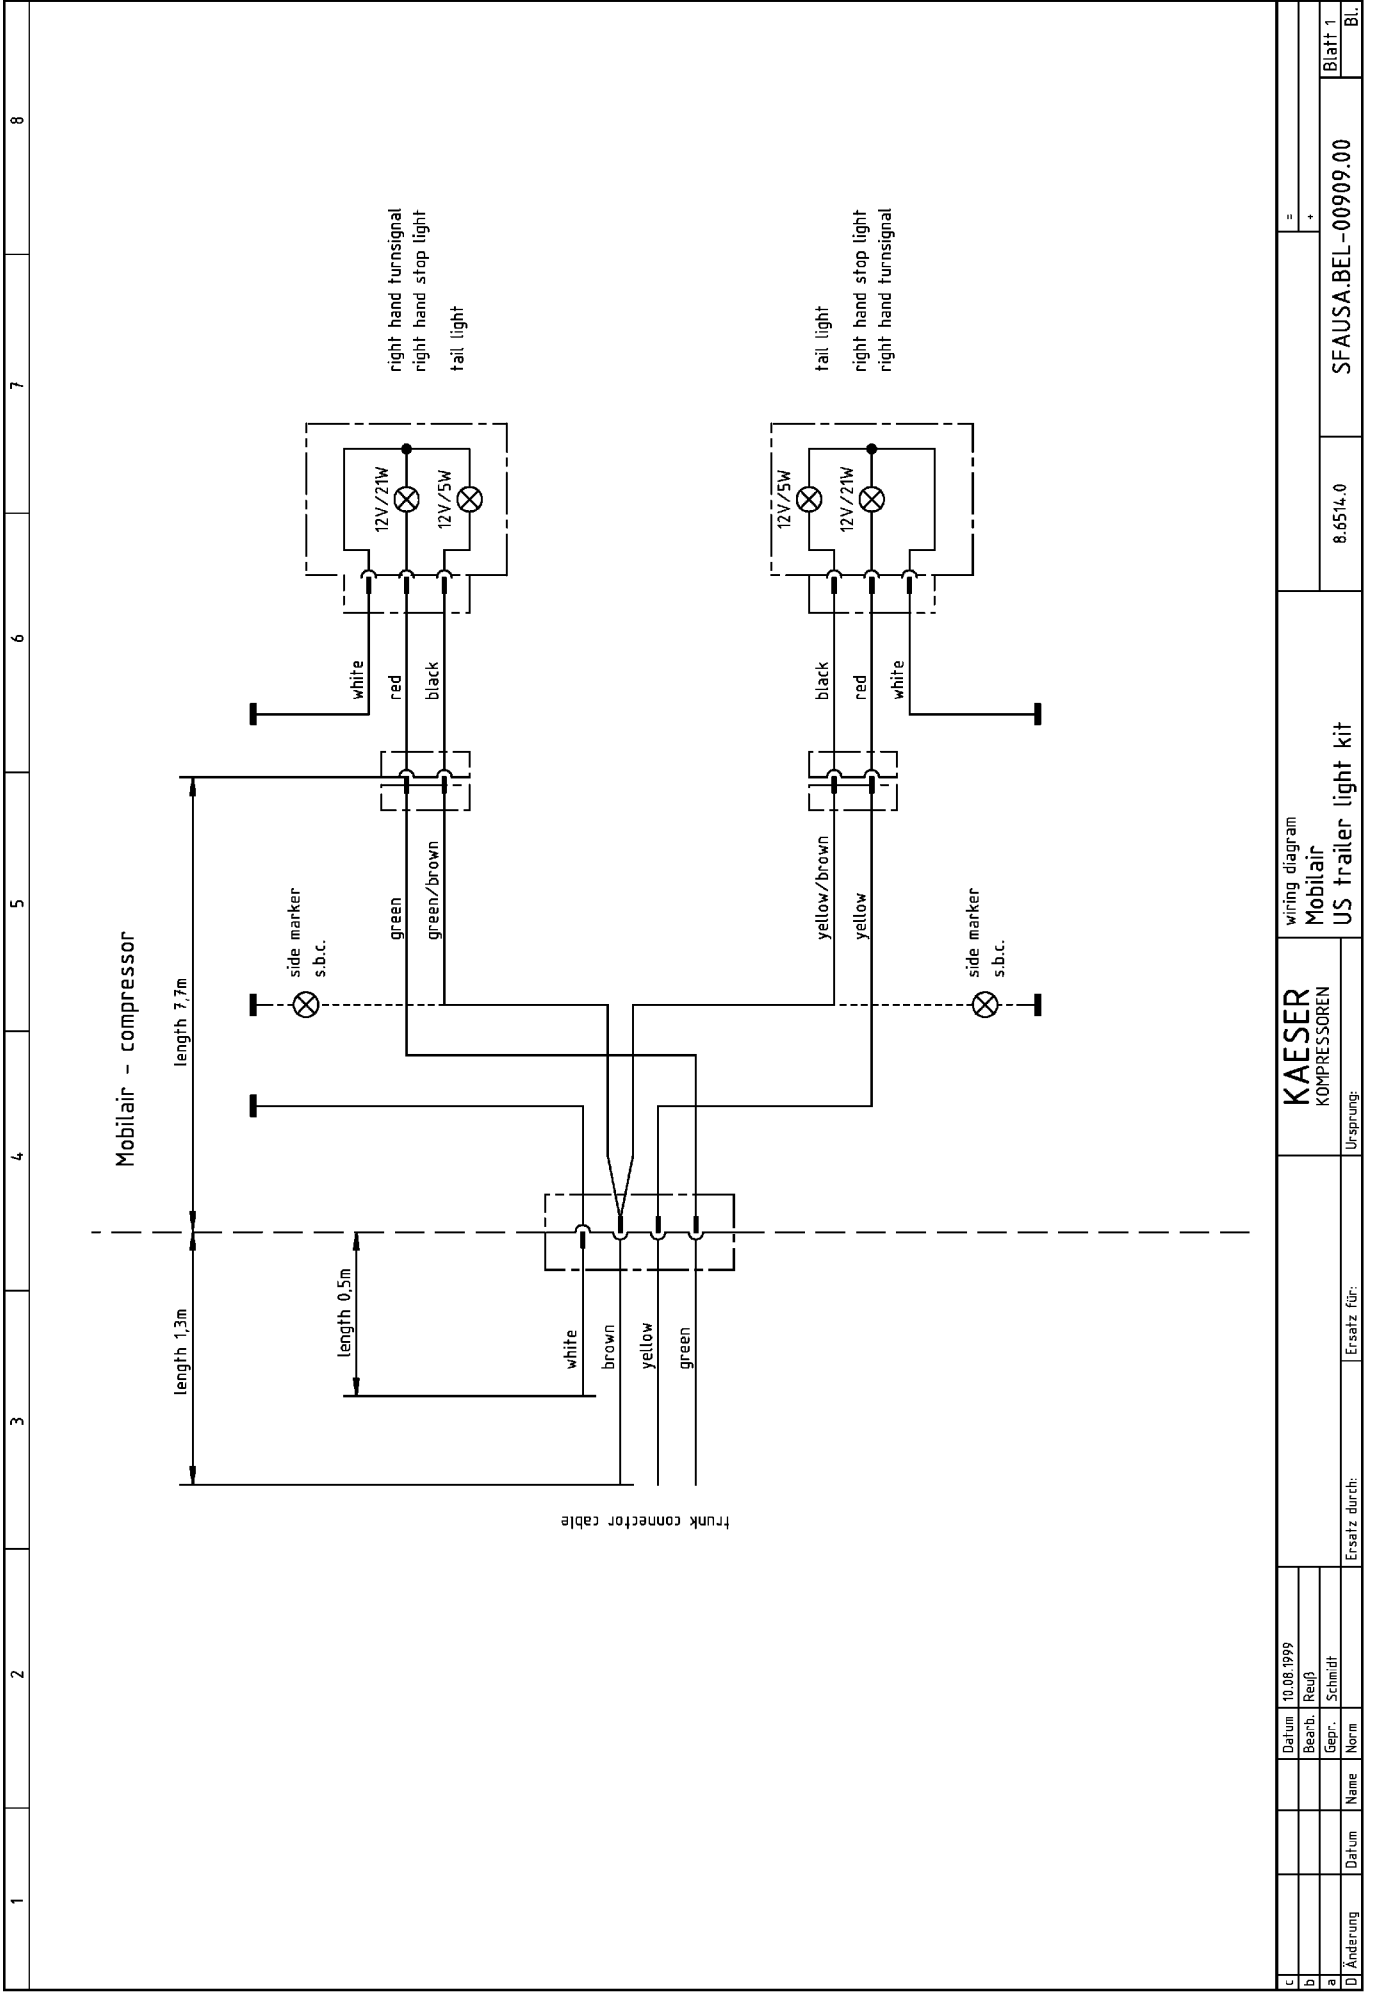 1
2
3
4
5
6
7
8
Mobilair - compressor
length 1,3m
length 7,7m
length 0,5m
trunk connector cable
white
brown
yellow
green
side marker
s.b.c.
green
green/brown
white
red
black
12V/21W
12V/5W
right hand turnsignal
right hand stop light
tail light
yellow/brown
yellow
side marker
s.b.c.
black
red
white
12V/5W
12V/21W
tail light
right hand stop light
right hand turnsignal
c
b
a
D Änderung Datum Name Norm
Datum 10.08.1999
Bearb. Reuß
Gepr. Schmidt
Ersatz durch: Ersatz für: Ursprung:
KAESER
KOMPRESSOREN
wiring diagram
Mobilair
US trailer light kit
8.6514.0
=
+
SFAUSA.BEL-00909.00
Blatt 1
Bl.